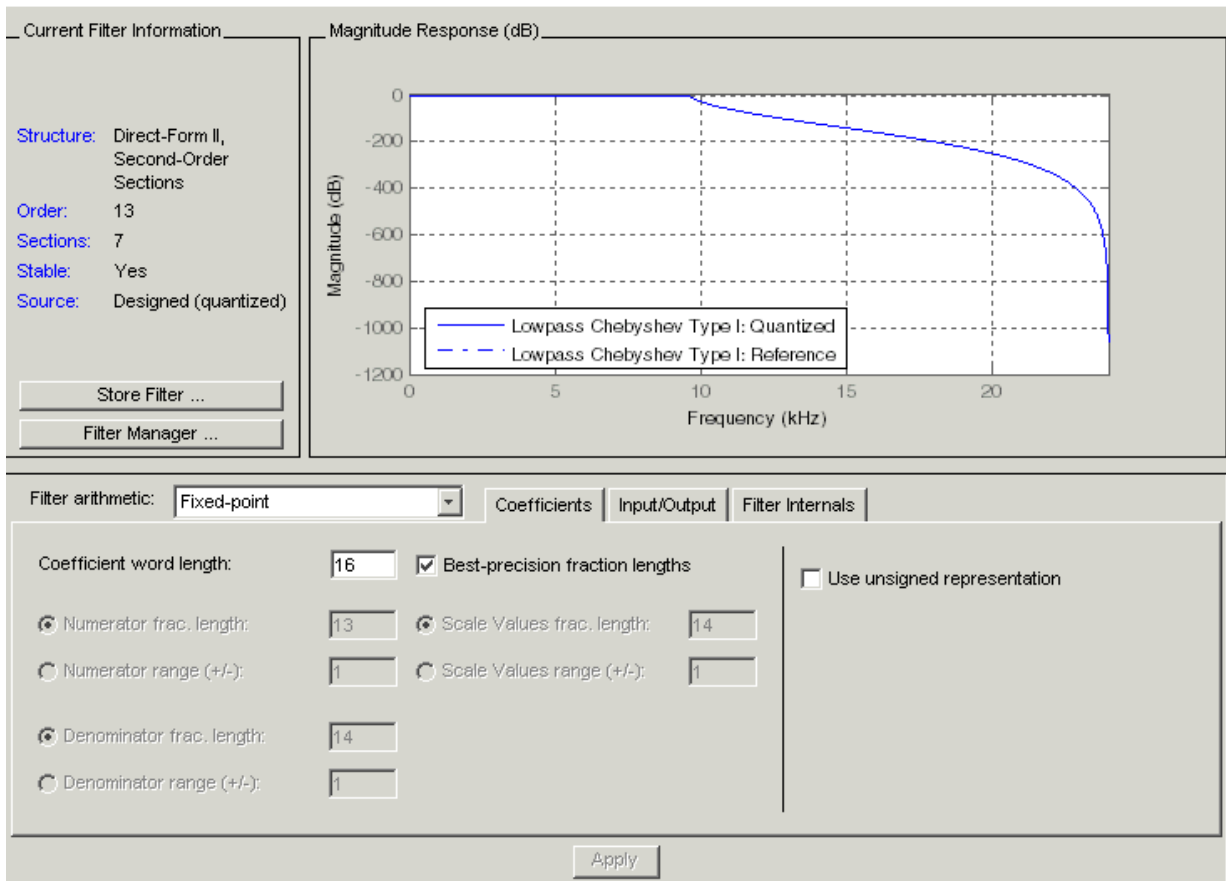 Current Filter Information
Structure: Direct-Form II,
Second-Order
Sections
Order: 13
Sections: 7
Stable: Yes
Source: Designed (quantized)
Store Filter ...
Filter Manager ...
Magnitude Response (dB)
Magnitude (dB)
0
-200
-400
-600
-800
-1000
-1200
Lowpass Chebyshev Type I: Quantized
Lowpass Chebyshev Type I: Reference
0 5 10 15 20
Frequency (kHz)
Filter arithmetic: Fixed-point
Coefficients Input/Output Filter Internals
Coefficient word length: 16 Best-precision fraction lengths Use unsigned representation
Numerator frac. length: 13 Scale Values frac. length: 14
Numerator range (+/-): 1 Scale Values range (+/-): 1
Denominator frac. length: 14
Denominator range (+/-): 1
Apply